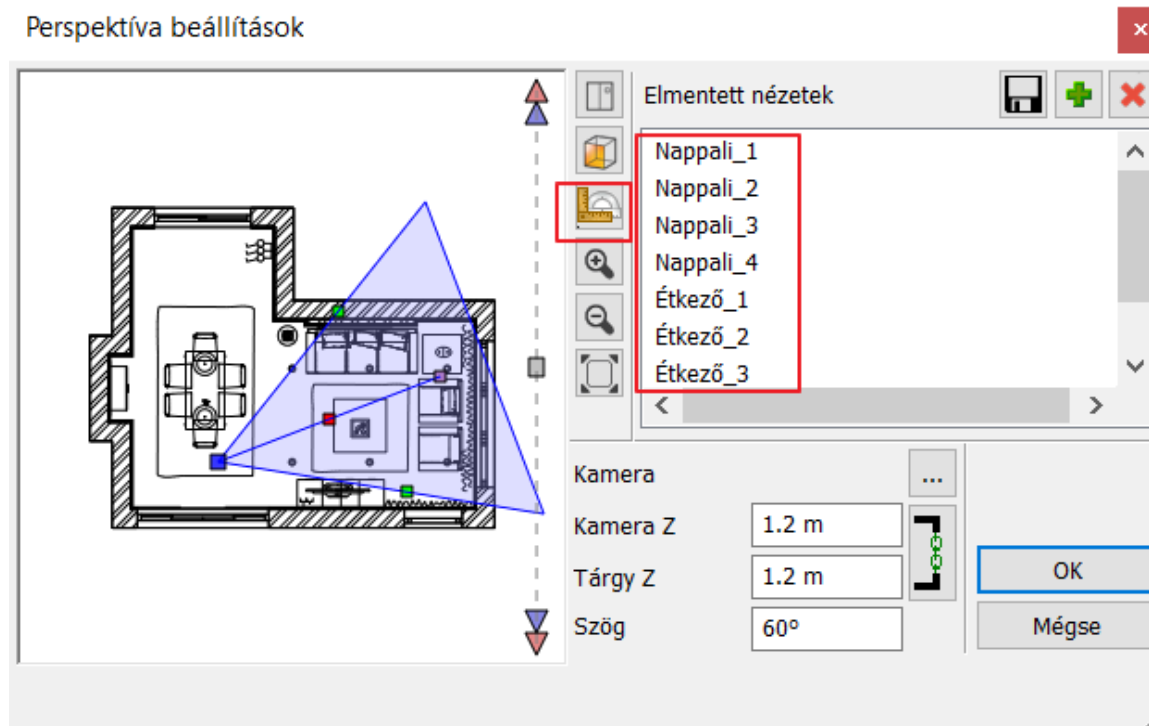 Perspektíva beállítások
Elmentett nézetek
Nappali_1
Nappali_2
Nappali_3
Nappali_4
Étkező_1
Étkező_2
Étkező_3
Kamera
...
Kamera Z
1.2 m
Tárgy Z
1.2 m
OK
Szög
60°
Mégse